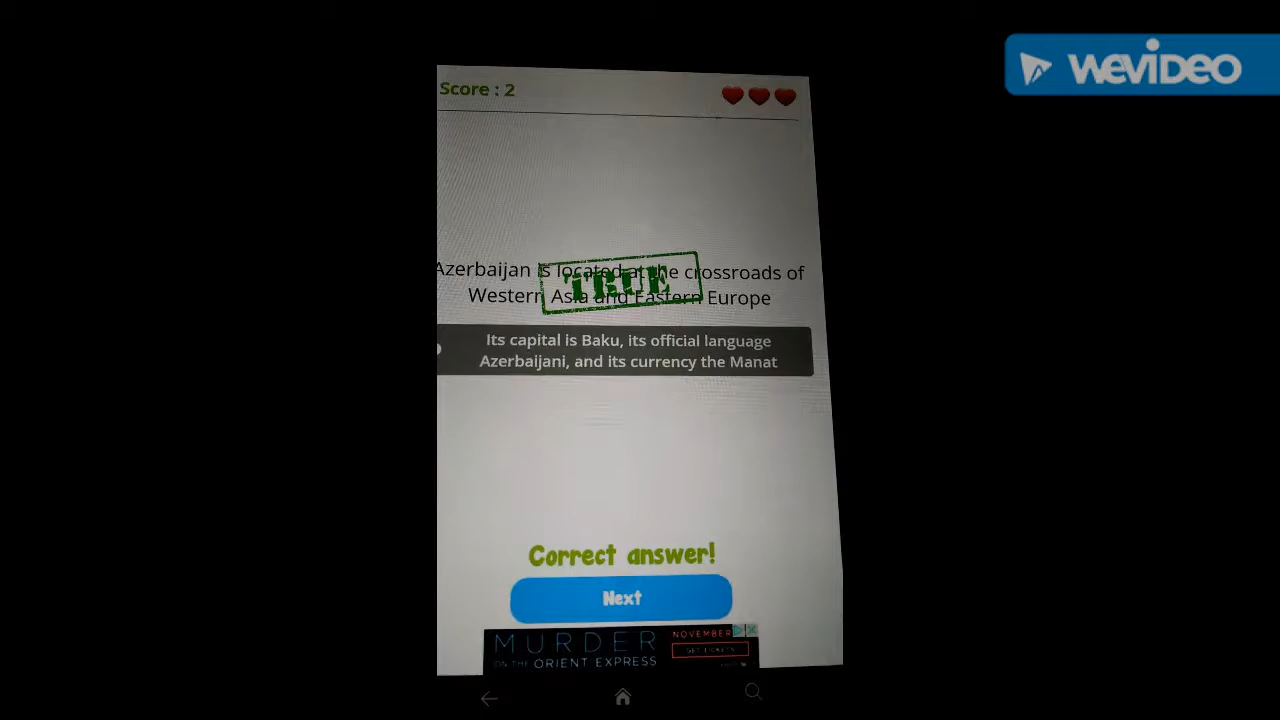 WEVIDEO
Score : 2
Azerbaijan is located at the crossroads of
TRUE
Western Asia and Eastern Europe
Its capital is Baku, its official language
Azerbaijani, and its currency the Manat
Correct answer!
Next
MURDER
ON THE ORIENT EXPRESS
NOVEMBER
GET TICKETS